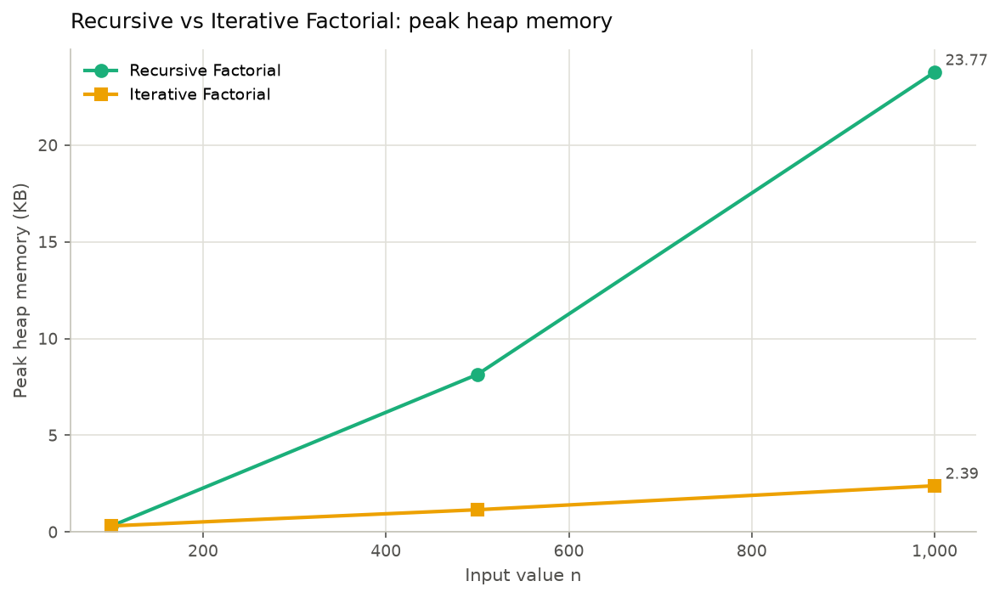 Recursive vs Iterative Factorial: peak heap memory
Recursive Factorial
Iterative Factorial
23.77
2.39
Peak heap memory (KB)
20
15
10
5
0
200
400
600
800
1,000
Input value n